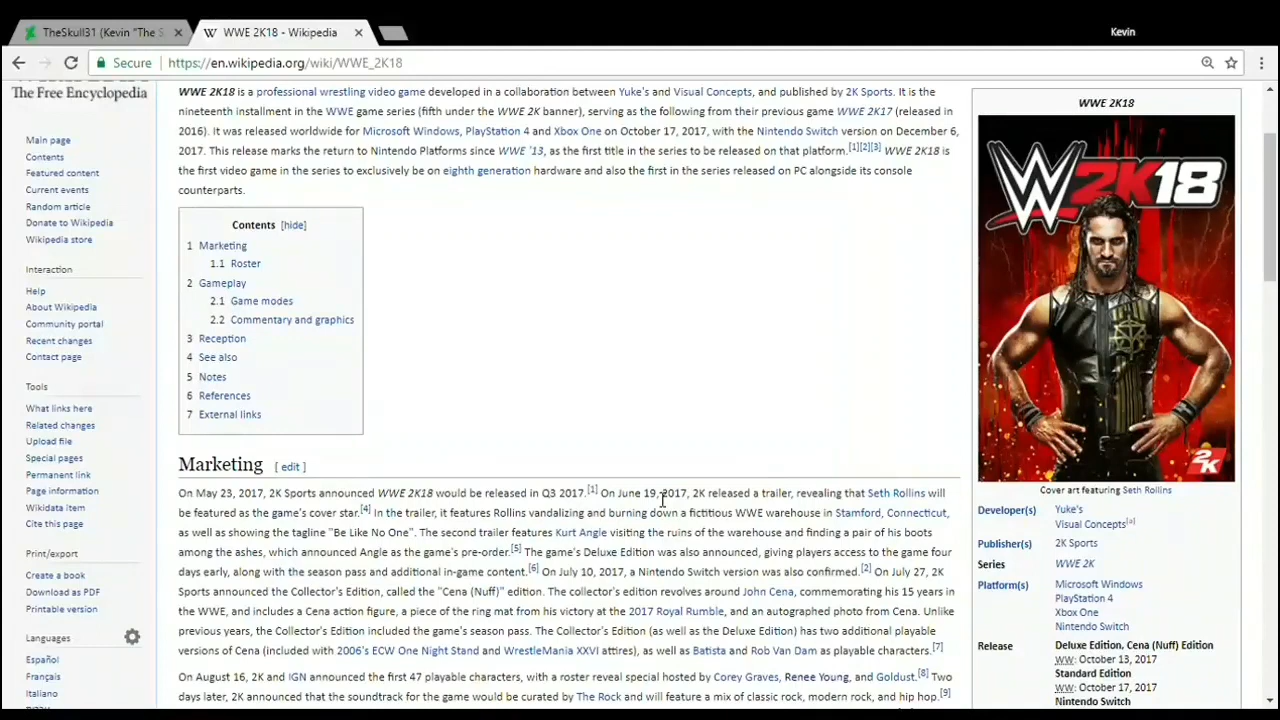 TheSkull31 (Kevin "The S
WWE 2K18 - Wikipedia
Kevin
Secure
https://en.wikipedia.org/wiki/WWE_2K18
The Free Encyclopedia
Main page
Contents
Featured content
Current events
Random article
Donate to Wikipedia
Wikipedia store
Interaction
Help
About Wikipedia
Community portal
Recent changes
Contact page
Tools
What links here
Related changes
Upload file
Special pages
Permanent link
Page information
Wikidata item
Cite this page
Print/export
Create a book
Download as PDF
Printable version
Languages
Español
Français
Italiano
WWE 2K18 is a professional wrestling video game developed in a collaboration between Yuke's and Visual Concepts, and published by 2K Sports. It is the
nineteenth installment in the WWE game series (fifth under the WWE 2K banner), serving as the following from their previous game WWE 2K17 (released in
2016). It was released worldwide for Microsoft Windows, PlayStation 4 and Xbox One on October 17, 2017, with the Nintendo Switch version on December 6,
2017. This release marks the return to Nintendo Platforms since WWE '13, as the first title in the series to be released on that platform.[1][2][3] WWE 2K18 is
the first video game in the series to exclusively be on eighth generation hardware and also the first in the series released on PC alongside its console
counterparts.
Contents [hide]
1 Marketing
1.1 Roster
2 Gameplay
2.1 Game modes
2.2 Commentary and graphics
3 Reception
4 See also
5 Notes
6 References
7 External links
Marketing [ edit ]
On May 23, 2017, 2K Sports announced WWE 2K18 would be released in Q3 2017.[1] On June 19, 2017, 2K released a trailer, revealing that Seth Rollins will
be featured as the game's cover star.[4] In the trailer, it features Rollins vandalizing and burning down a fictitious WWE warehouse in Stamford, Connecticut,
as well as showing the tagline "Be Like No One". The second trailer features Kurt Angle visiting the ruins of the warehouse and finding a pair of his boots
among the ashes, which announced Angle as the game's pre-order.[5] The game's Deluxe Edition was also announced, giving players access to the game four
days early, along with the season pass and additional in-game content.[6] On July 10, 2017, a Nintendo Switch version was also confirmed.[2] On July 27, 2K
Sports announced the Collector's Edition, called the "Cena (Nuff)" edition. The collector's edition revolves around John Cena, commemorating his 15 years in
the WWE, and includes a Cena action figure, a piece of the ring mat from his victory at the 2017 Royal Rumble, and an autographed photo from Cena. Unlike
previous years, the Collector's Edition included the game's season pass. The Collector's Edition (as well as the Deluxe Edition) has two additional playable
versions of Cena (included with 2006's ECW One Night Stand and WrestleMania XXVI attires), as well as Batista and Rob Van Dam as playable characters.[7]
On August 16, 2K and IGN announced the first 47 playable characters, with a roster reveal special hosted by Corey Graves, Renee Young, and Goldust.[8] Two
days later, 2K announced that the soundtrack for the game would be curated by The Rock and will feature a mix of classic rock, modern rock, and hip hop.[9]
WWE 2K18
W 2K18
2K
Cover art featuring Seth Rollins
Developer(s) Yuke's
Visual Concepts[a]
Publisher(s) 2K Sports
Series WWE 2K
Platform(s) Microsoft Windows
PlayStation 4
Xbox One
Nintendo Switch
Release Deluxe Edition, Cena (Nuff) Edition
WW: October 13, 2017
Standard Edition
WW: October 17, 2017
Nintendo Switch